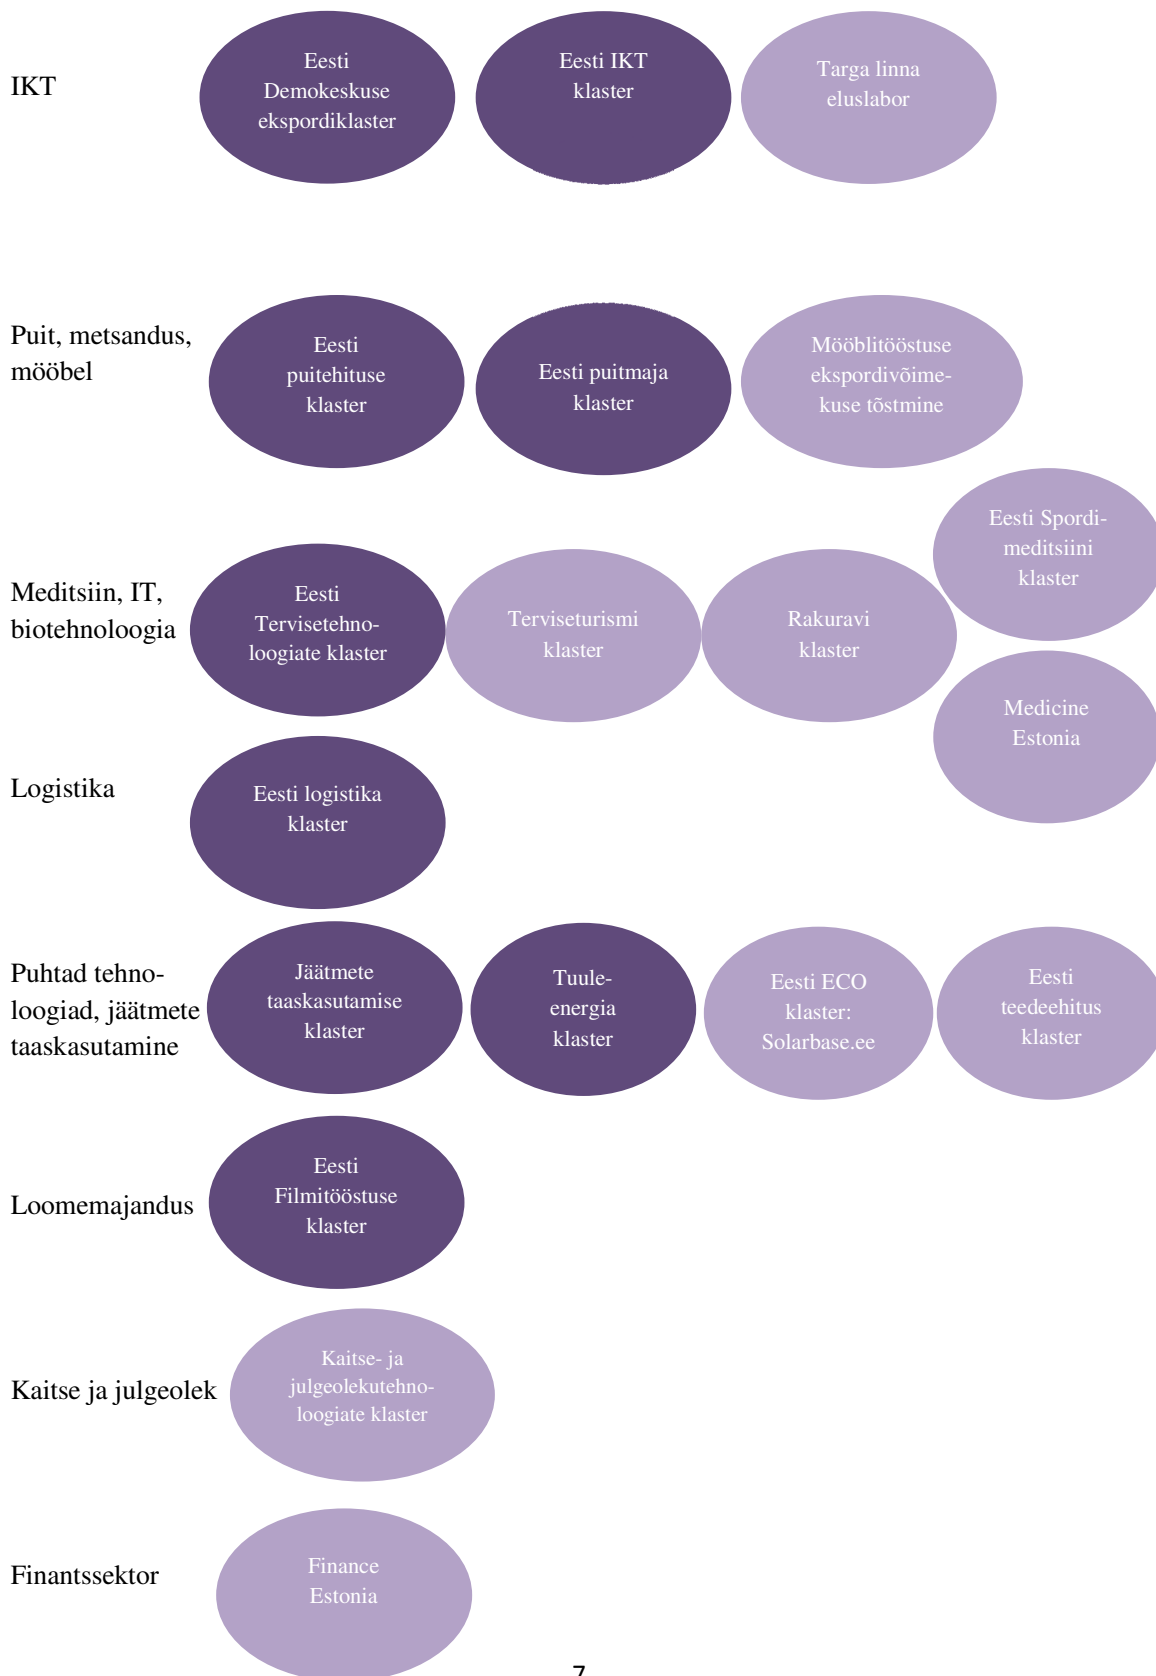 IKT
Eesti
Demokeskuse
ekspordiklaster
Eesti IKT
klaster
Targa linna
eluslabor
Puit, metsandus,
mööbel
Eesti
puitehituse
klaster
Eesti puitmaja
klaster
Mööblitööstuse
ekspordivõime-
kuse tõstmine
Meditsiin, IT,
biotehnoloogia
Eesti
Tervisetehno-
loogiate klaster
Terviseturismi
klaster
Rakuravi
klaster
Eesti Spordi-
meditsiini
klaster
Medicine
Estonia
Logistika
Eesti logistika
klaster
Puhtad tehno-
loogiad, jäätmete
taaskasutamine
Jäätmete
taaskasutamise
klaster
Tuule-
energia
klaster
Eesti ECO
klaster:
Solarbase.ee
Eesti
teedeehitus
klaster
Loomemajandus
Eesti
Filmitööstuse
klaster
Kaitse ja julgeolek
Kaitse- ja
julgeolekutehno-
loogiate klaster
Finantssektor
Finance
Estonia
7